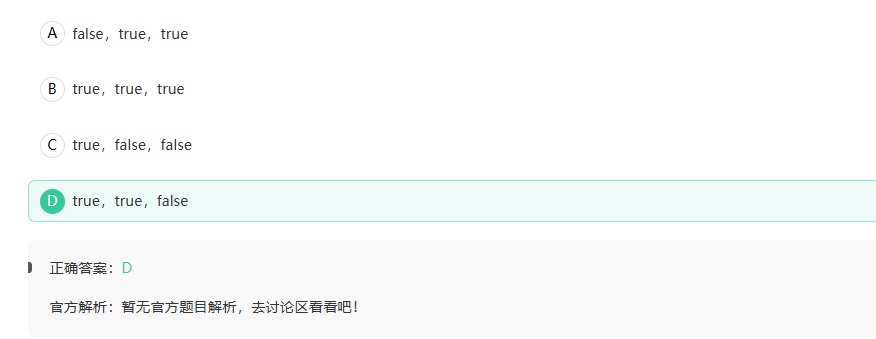 A false，true，true
B true，true，true
C true，false，false
D true，true，false
正确答案：D
官方解析：暂无官方题目解析，去讨论区看看吧！